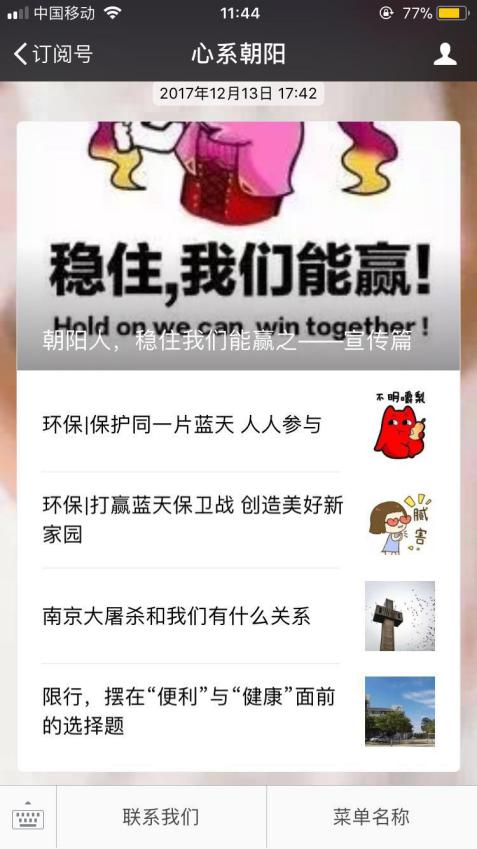 中国移动 11:44 77%
订阅号 心系朝阳
2017年12月13日 17:42
稳住,我们能赢!
Hold on we can win together!
朝阳人，稳住我们能赢之——宣传篇
环保|保护同一片蓝天 人人参与
不明嚼梨
环保|打赢蓝天保卫战 创造美好新
家园
腻
害
南京大屠杀和我们有什么关系
限行，摆在“便利”与“健康”面前
的选择题
联系我们 菜单名称